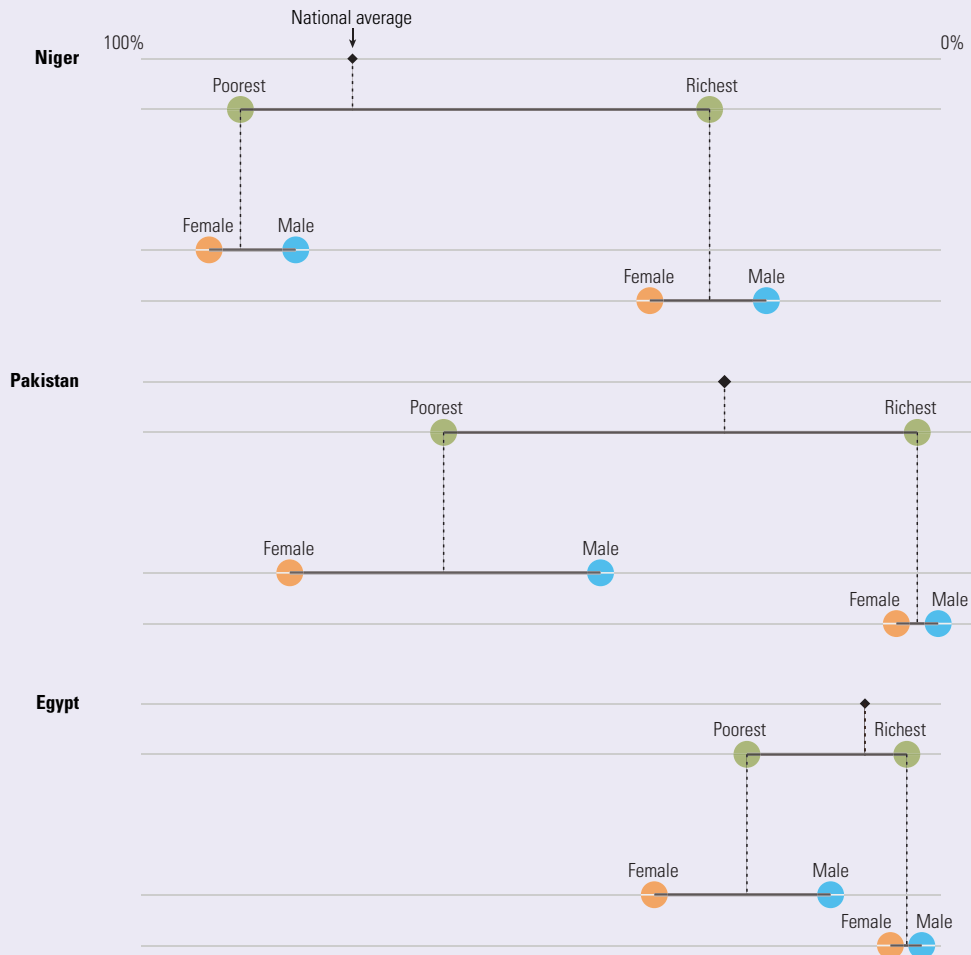 National average
100% 0%
Niger
Poorest Richest
Female Male
Female Male
Pakistan
Poorest Richest
Female Male
Female Male
Egypt
Poorest Richest
Female Male
Female Male